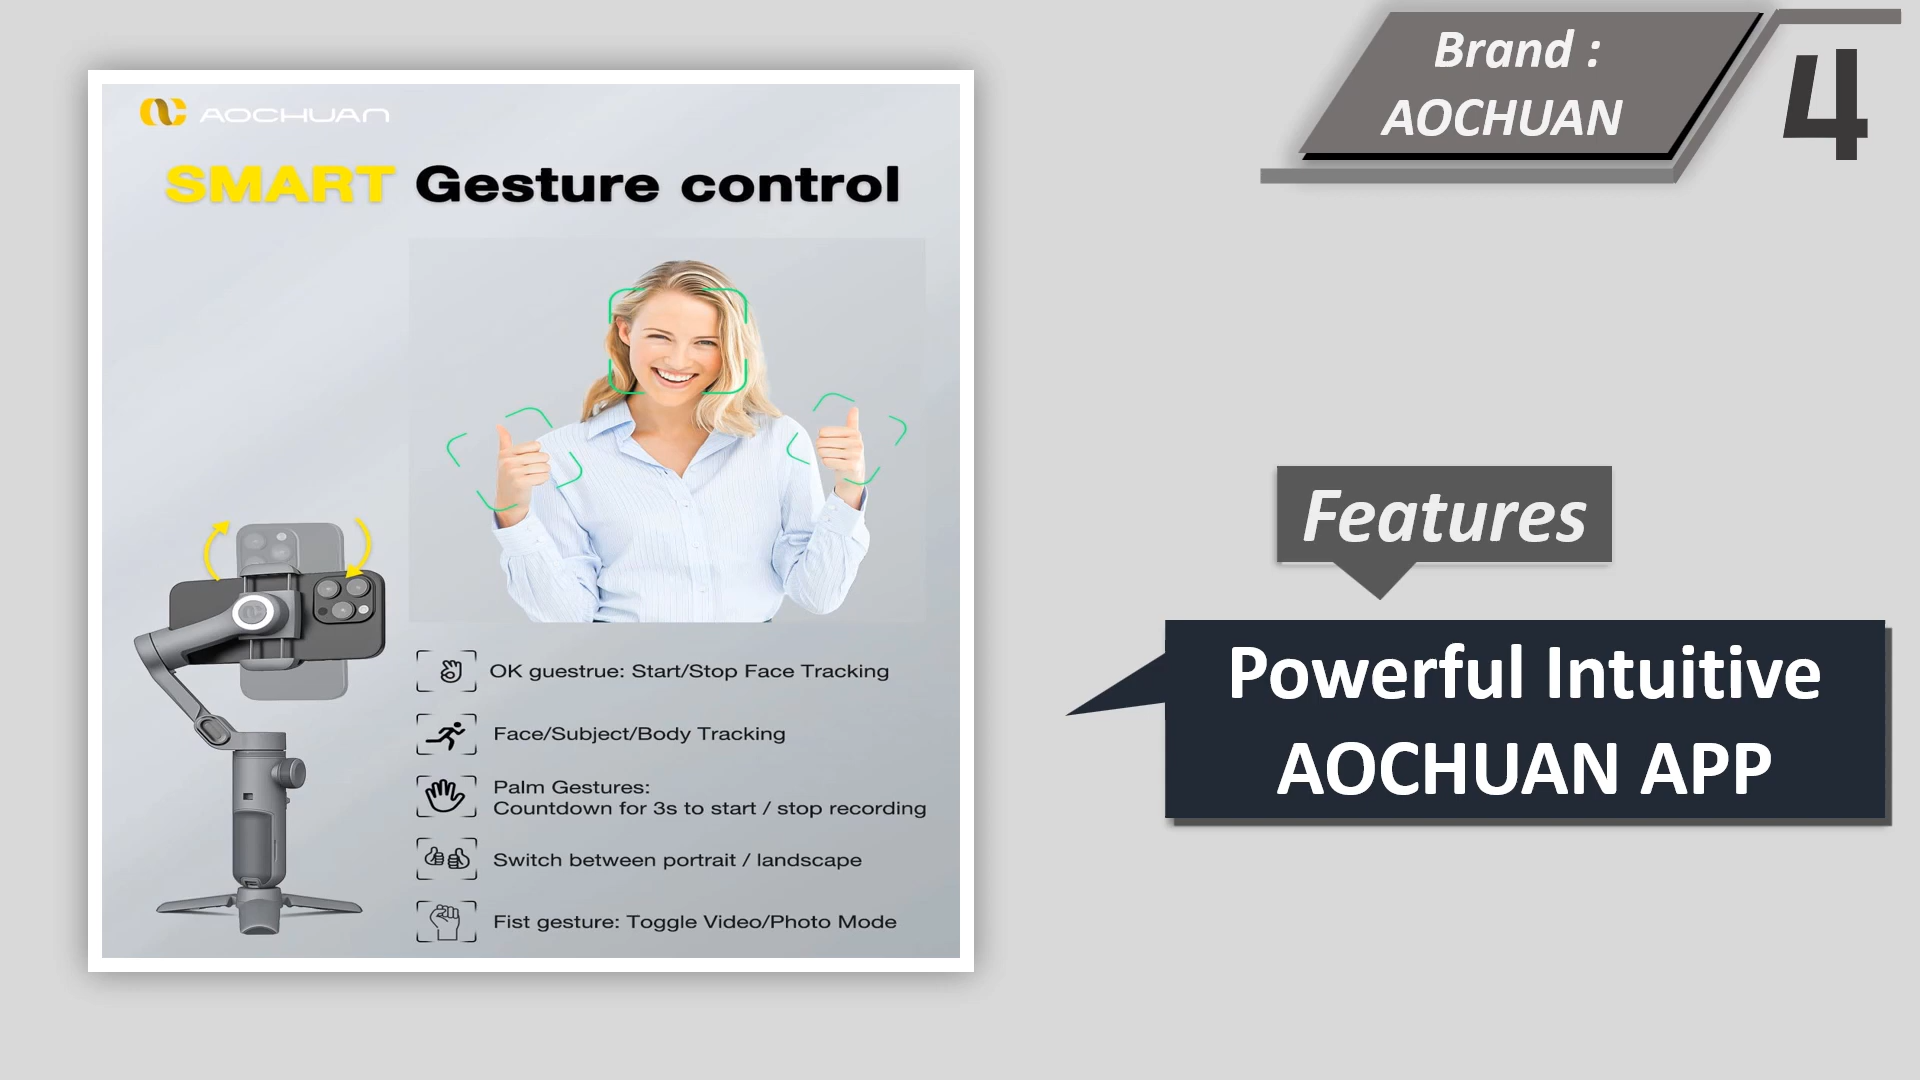 AOCHUAN
SMART Gesture control
OK guestrue: Start/Stop Face Tracking
Face/Subject/Body Tracking
Palm Gestures:
Countdown for 3s to start / stop recording
Switch between portrait / landscape
Fist gesture: Toggle Video/Photo Mode
Brand :
AOCHUAN
4
Features
Powerful Intuitive
AOCHUAN APP